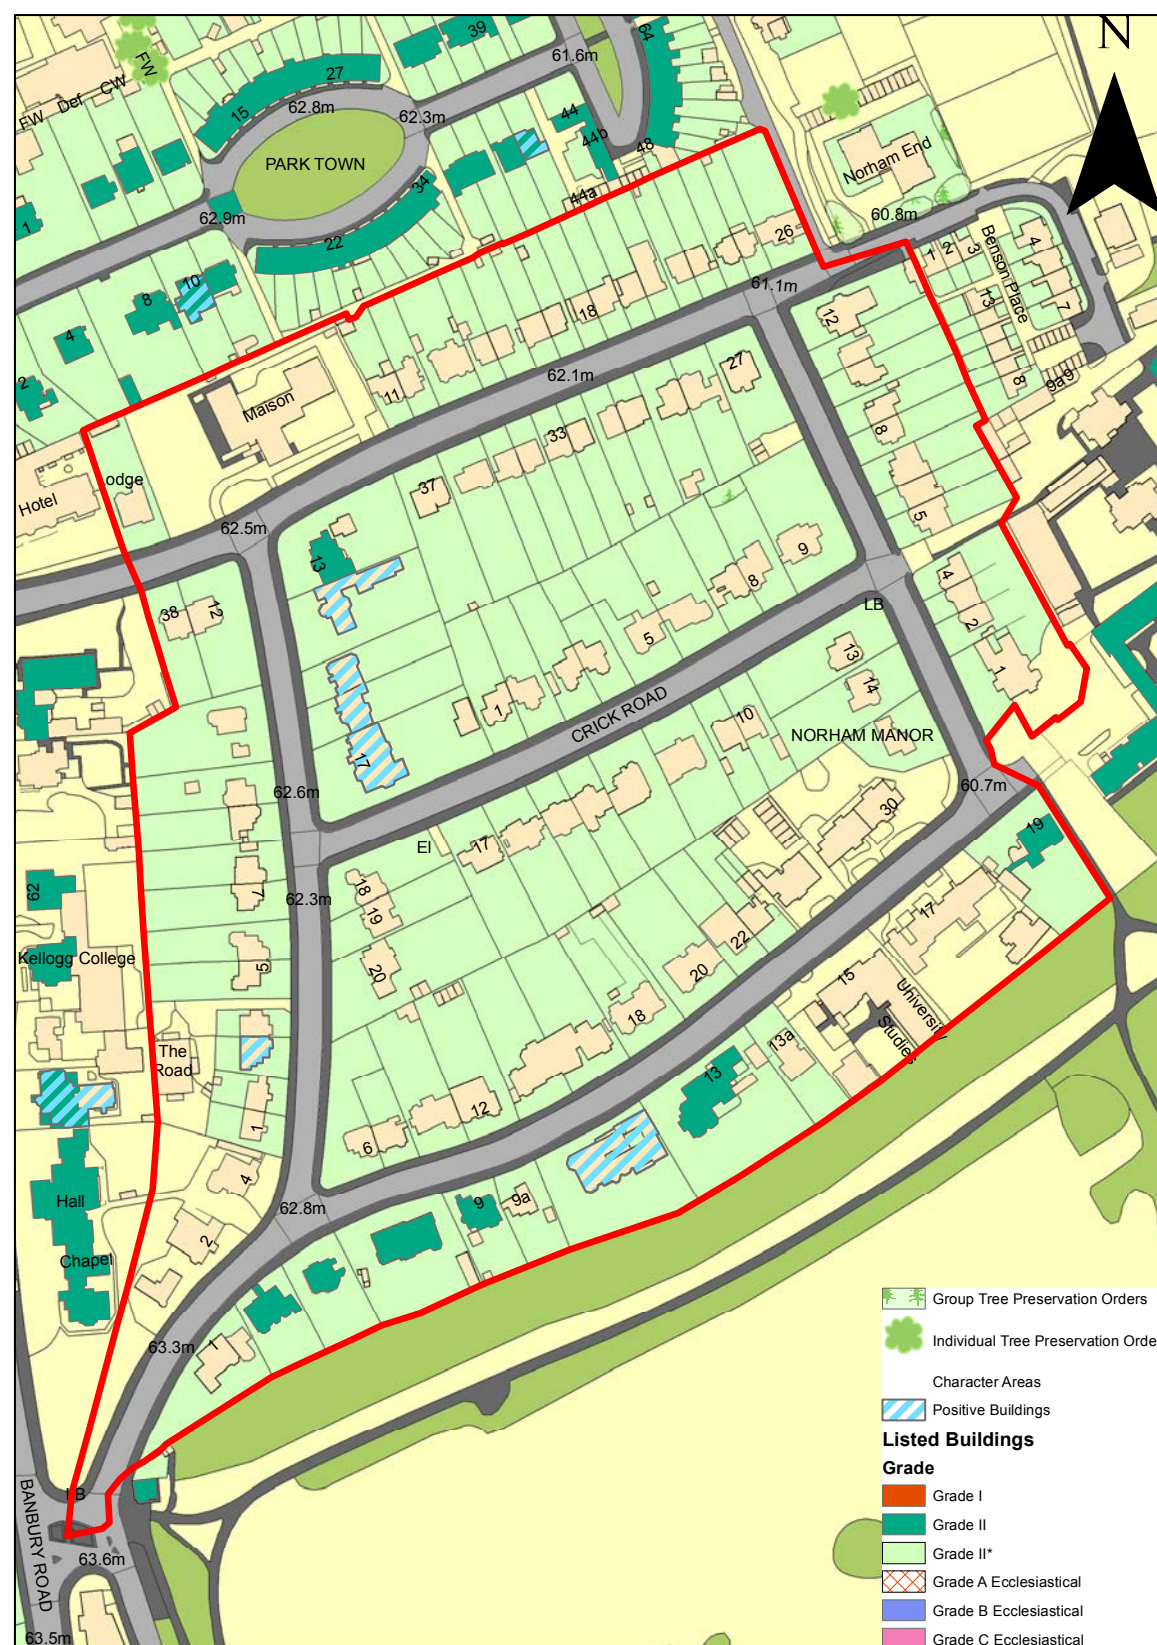 N
39
64
61.6m
FW
27
EW Def CW
62.8m
15
62.3m
44
44b
48
PARK TOWN
Norham End
34
44a
60.8m
62.9m
1
22
26
1
2
3
4
Benson Place
10
8
61.1m
13
7
18
12
4
62.1m
27
2
11
Maison
8
9a
9
33
8
37
Lodge
Hotel
5
62.5m
13
9
8
4
38
12
LB
5
2
13
1
14
1
CRICK ROAD
10
NORHAM MANOR
17
60.7m
62.6m
30
19
El
17
62
18
62.3m
7
19
17
22
Kellogg College
5
20
20
15
University
Studies
18
The
Road
13a
13
12
1
6
4
Hall
9
9a
62.8m
2
Chapel
63.3m
1
BANBURY ROAD
63.6m
63.5m
Group Tree Preservation Orders
Individual Tree Preservation Orde
Character Areas
Positive Buildings
Listed Buildings
Grade
Grade I
Grade II
Grade II*
Grade A Ecclesiastical
Grade B Ecclesiastical
Grade C Ecclesiastical